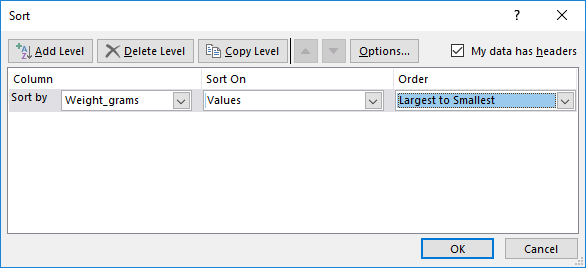 Sort
? ×
Add Level Delete Level Copy Level Options... My data has headers
Column Sort On Order
Sort by Weight_grams Values Largest to Smallest
OK Cancel